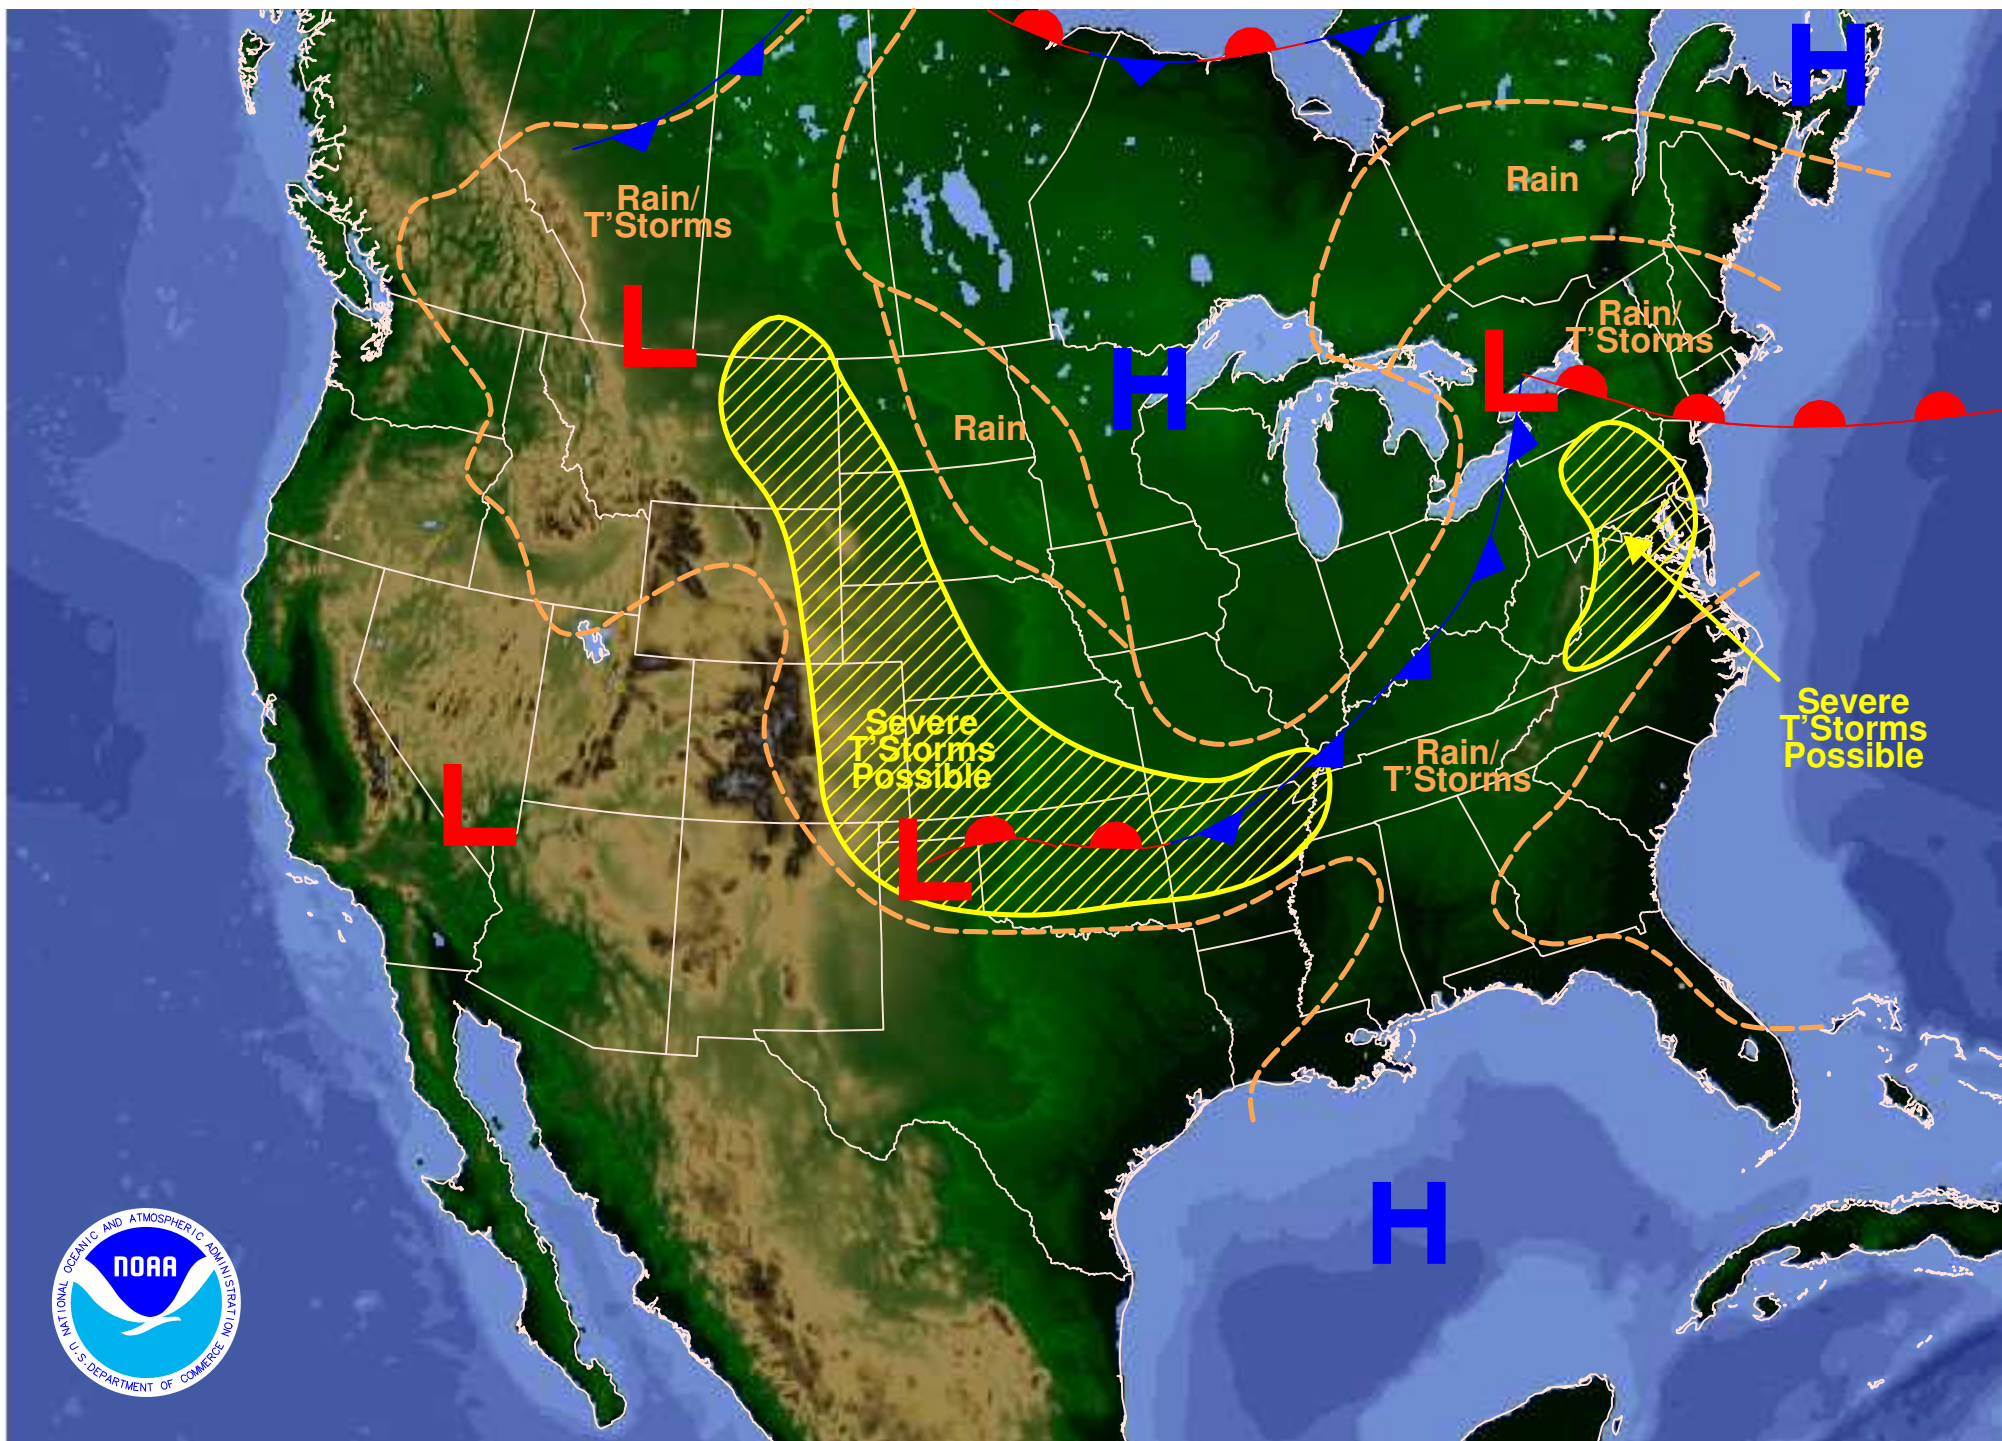 H
Rain
Rain/
T'Storms
L
Rain/
T'Storms
L
H
Rain
Severe
T'Storms
Possible
Severe
T'Storms
Possible
Rain/
T'Storms
L
L
H
NATIONAL OCEANIC AND ATMOSPHERIC ADMINISTRATION
NOAA
U.S. DEPARTMENT OF COMMERCE